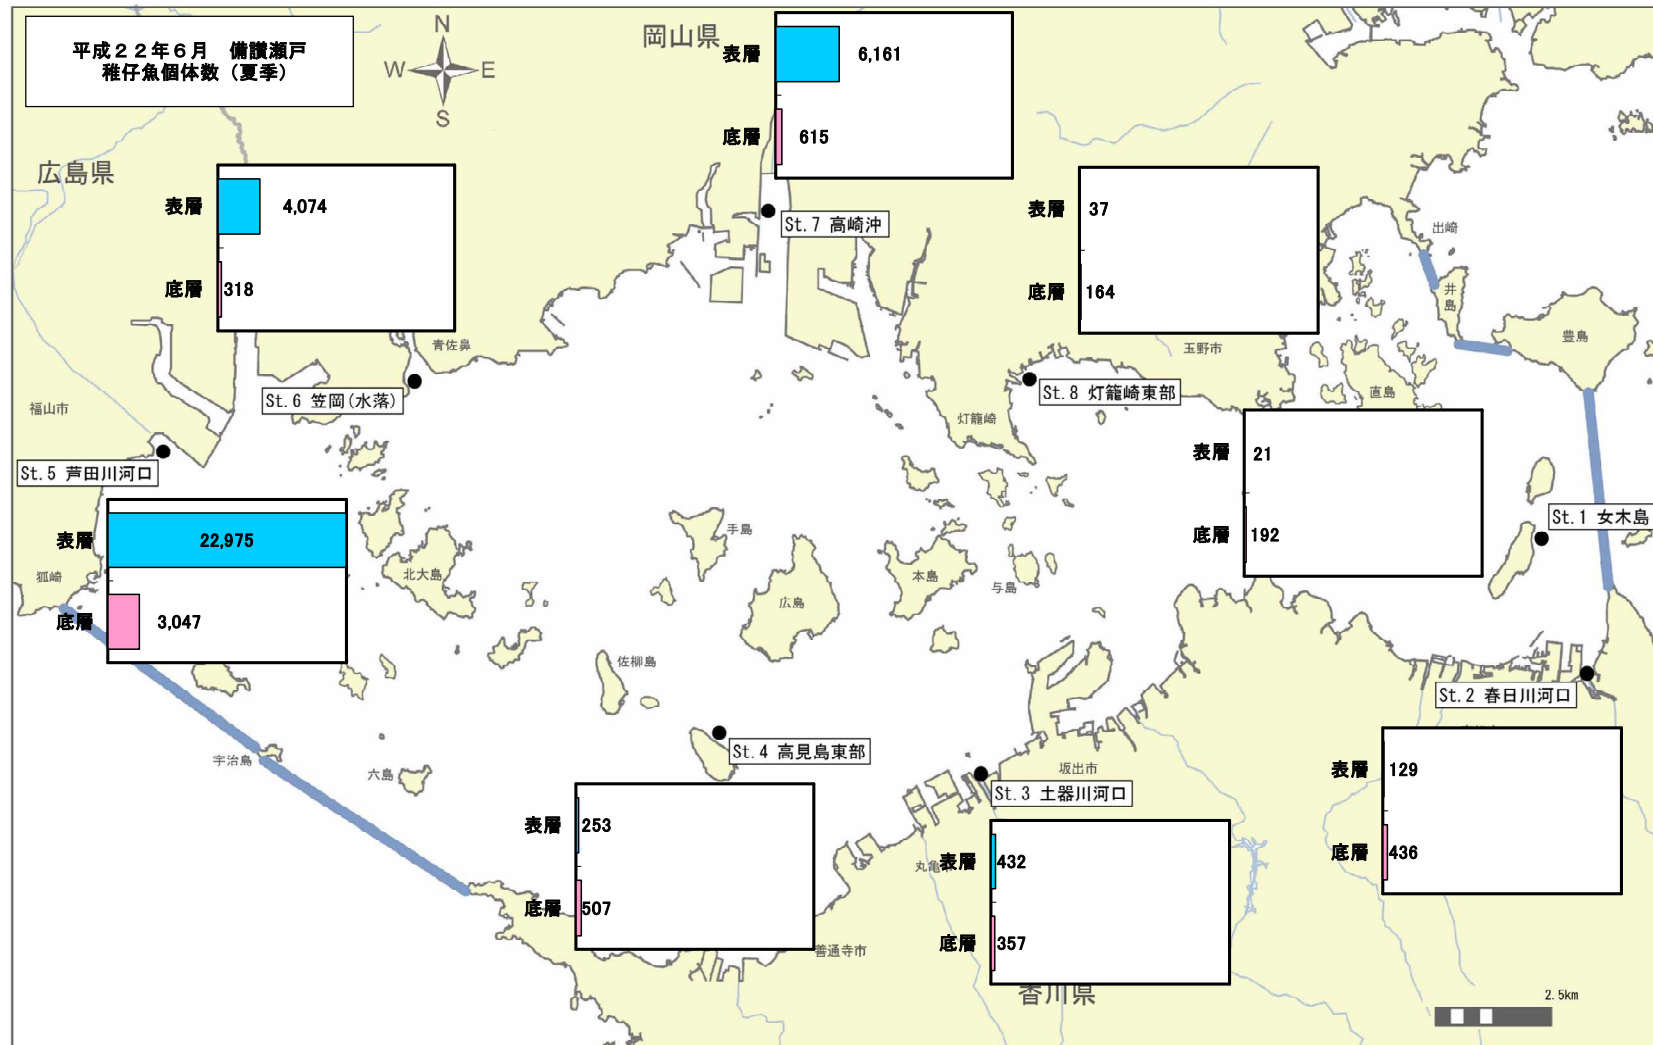 平成２２年６月　備讃瀬戸
稚仔魚個体数（夏季）
N
W
E
S
岡山県
広島県
香川県
表層
6,161
底層
615
St.7 高崎沖
表層
4,074
底層
318
St.6 笠岡(水落)
青佐鼻
表層
37
底層
164
St.8 灯籠崎東部
灯籠崎
玉野市
出崎
井島
豊島
直島
福山市
St.5 芦田川河口
表層
22,975
底層
3,047
狐崎
表層
21
底層
192
St.1 女木島
St.2 春日川河口
表層
129
底層
436
北大島
手島
広島
本島
与島
佐柳島
宇治島
六島
St.4 高見島東部
表層
253
底層
507
St.3 土器川河口
坂出市
丸亀
表層
432
底層
357
善通寺市
2.5km